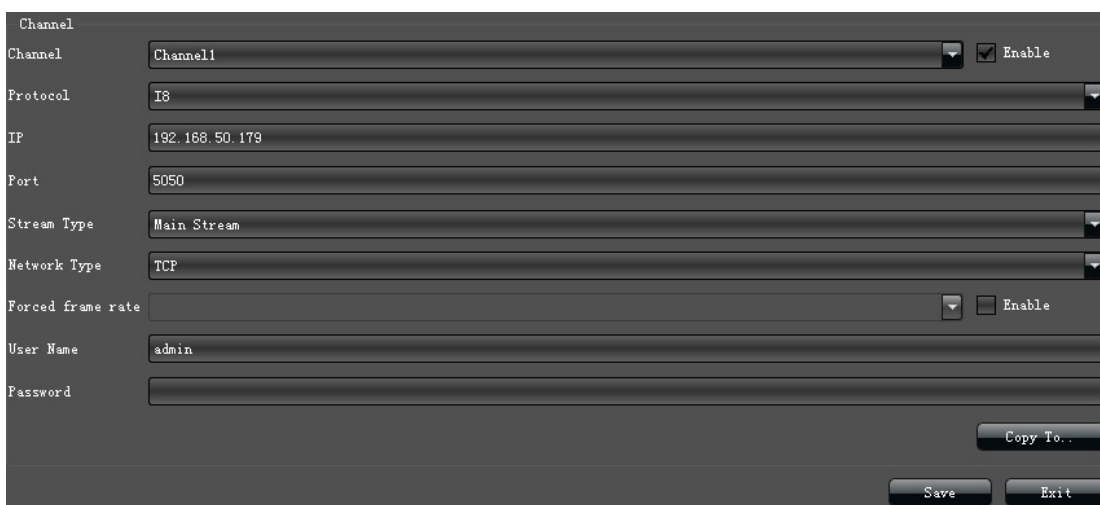 Channel
Channel Channel1 Enable
Protocol I8
IP 192.168.50.179
Port 5050
Stream Type Main Stream
Network Type TCP
Forced frame rate Enable
User Name admin
Password
Copy To..
Save Exit